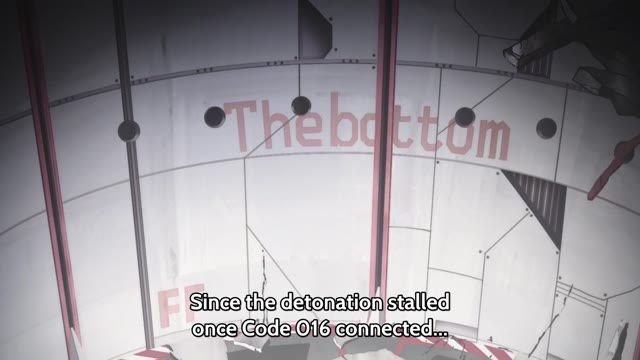 Thebottom
FF
Since the detonation stalled
once Code 016 connected...